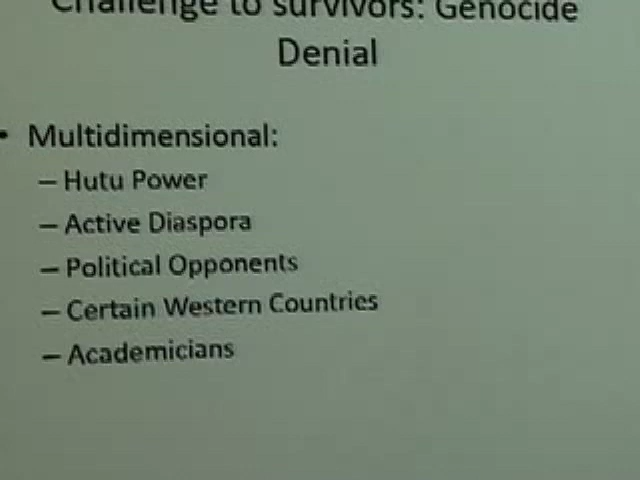 Challenge to survivors: Genocide
Denial
• Multidimensional:
– Hutu Power
– Active Diaspora
– Political Opponents
– Certain Western Countries
– Academicians